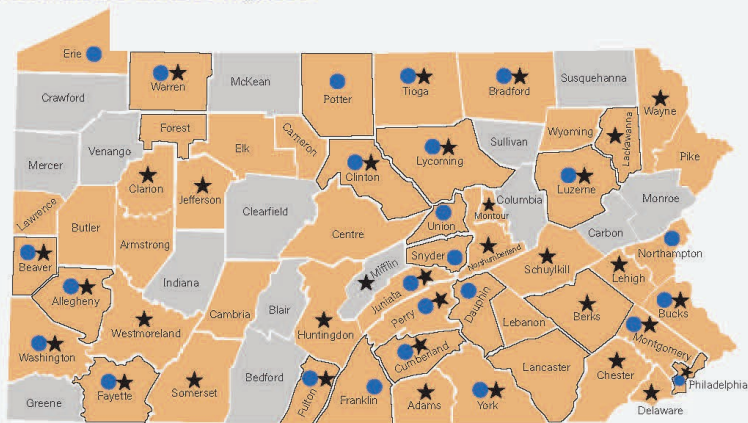 Erie
Warren
McKean
Potter
Tioga
Bradford
Susquehanna
Wayne
Crawford
Forest
Wyoming
Lackawanna
Venango
Elk
Cameron
Lycoming
Sullivan
Pike
Mercer
Clarion
Jefferson
Clinton
Luzerne
Columbia
Monroe
Lawrence
Butler
Clearfield
Centre
Union
Montour
Carbon
Armstrong
Snyder
Northumberland
Northampton
Beaver
Indiana
Mifflin
Schuylkill
Lehigh
Allegheny
Cambria
Blair
Juniata
Perry
Dauphin
Lebanon
Berks
Bucks
Westmoreland
Huntingdon
Montgomery
Washington
Cumberland
Lancaster
Chester
Philadelphia
Greene
Fayette
Somerset
Bedford
Fulton
Franklin
Adams
York
Delaware